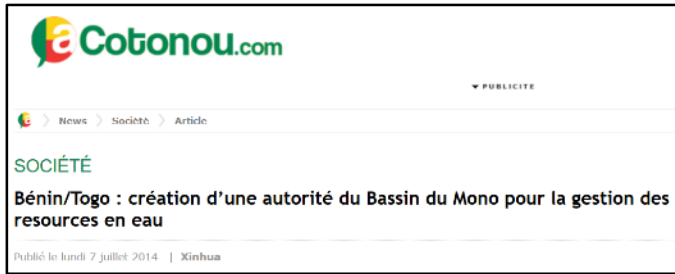 aCotonou.com
▼ PUBLICITE
News > Société > Article
SOCIÉTÉ
Bénin/Togo : création d'une autorité du Bassin du Mono pour la gestion des
resources en eau
Publié le lundi 7 juillet 2014 | Xinhua